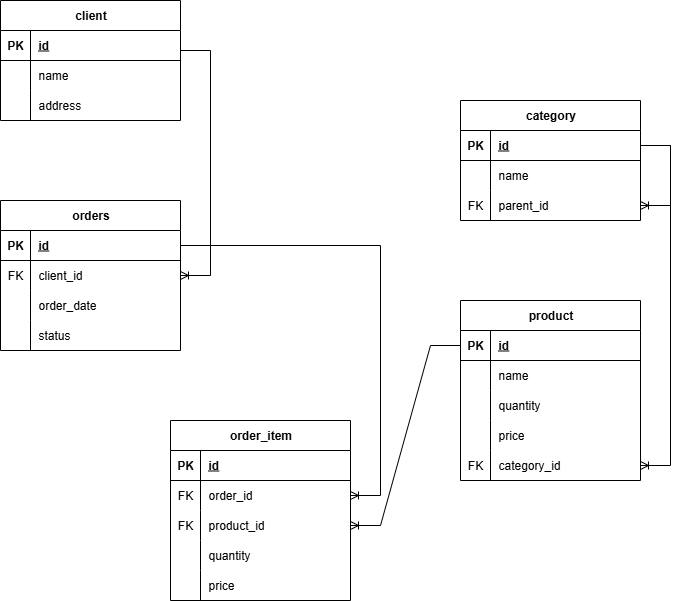 client
PK id
name
address
orders
PK id
FK client_id
order_date
status
category
PK id
name
FK parent_id
product
PK id
name
quantity
price
FK category_id
order_item
PK id
FK order_id
FK product_id
quantity
price